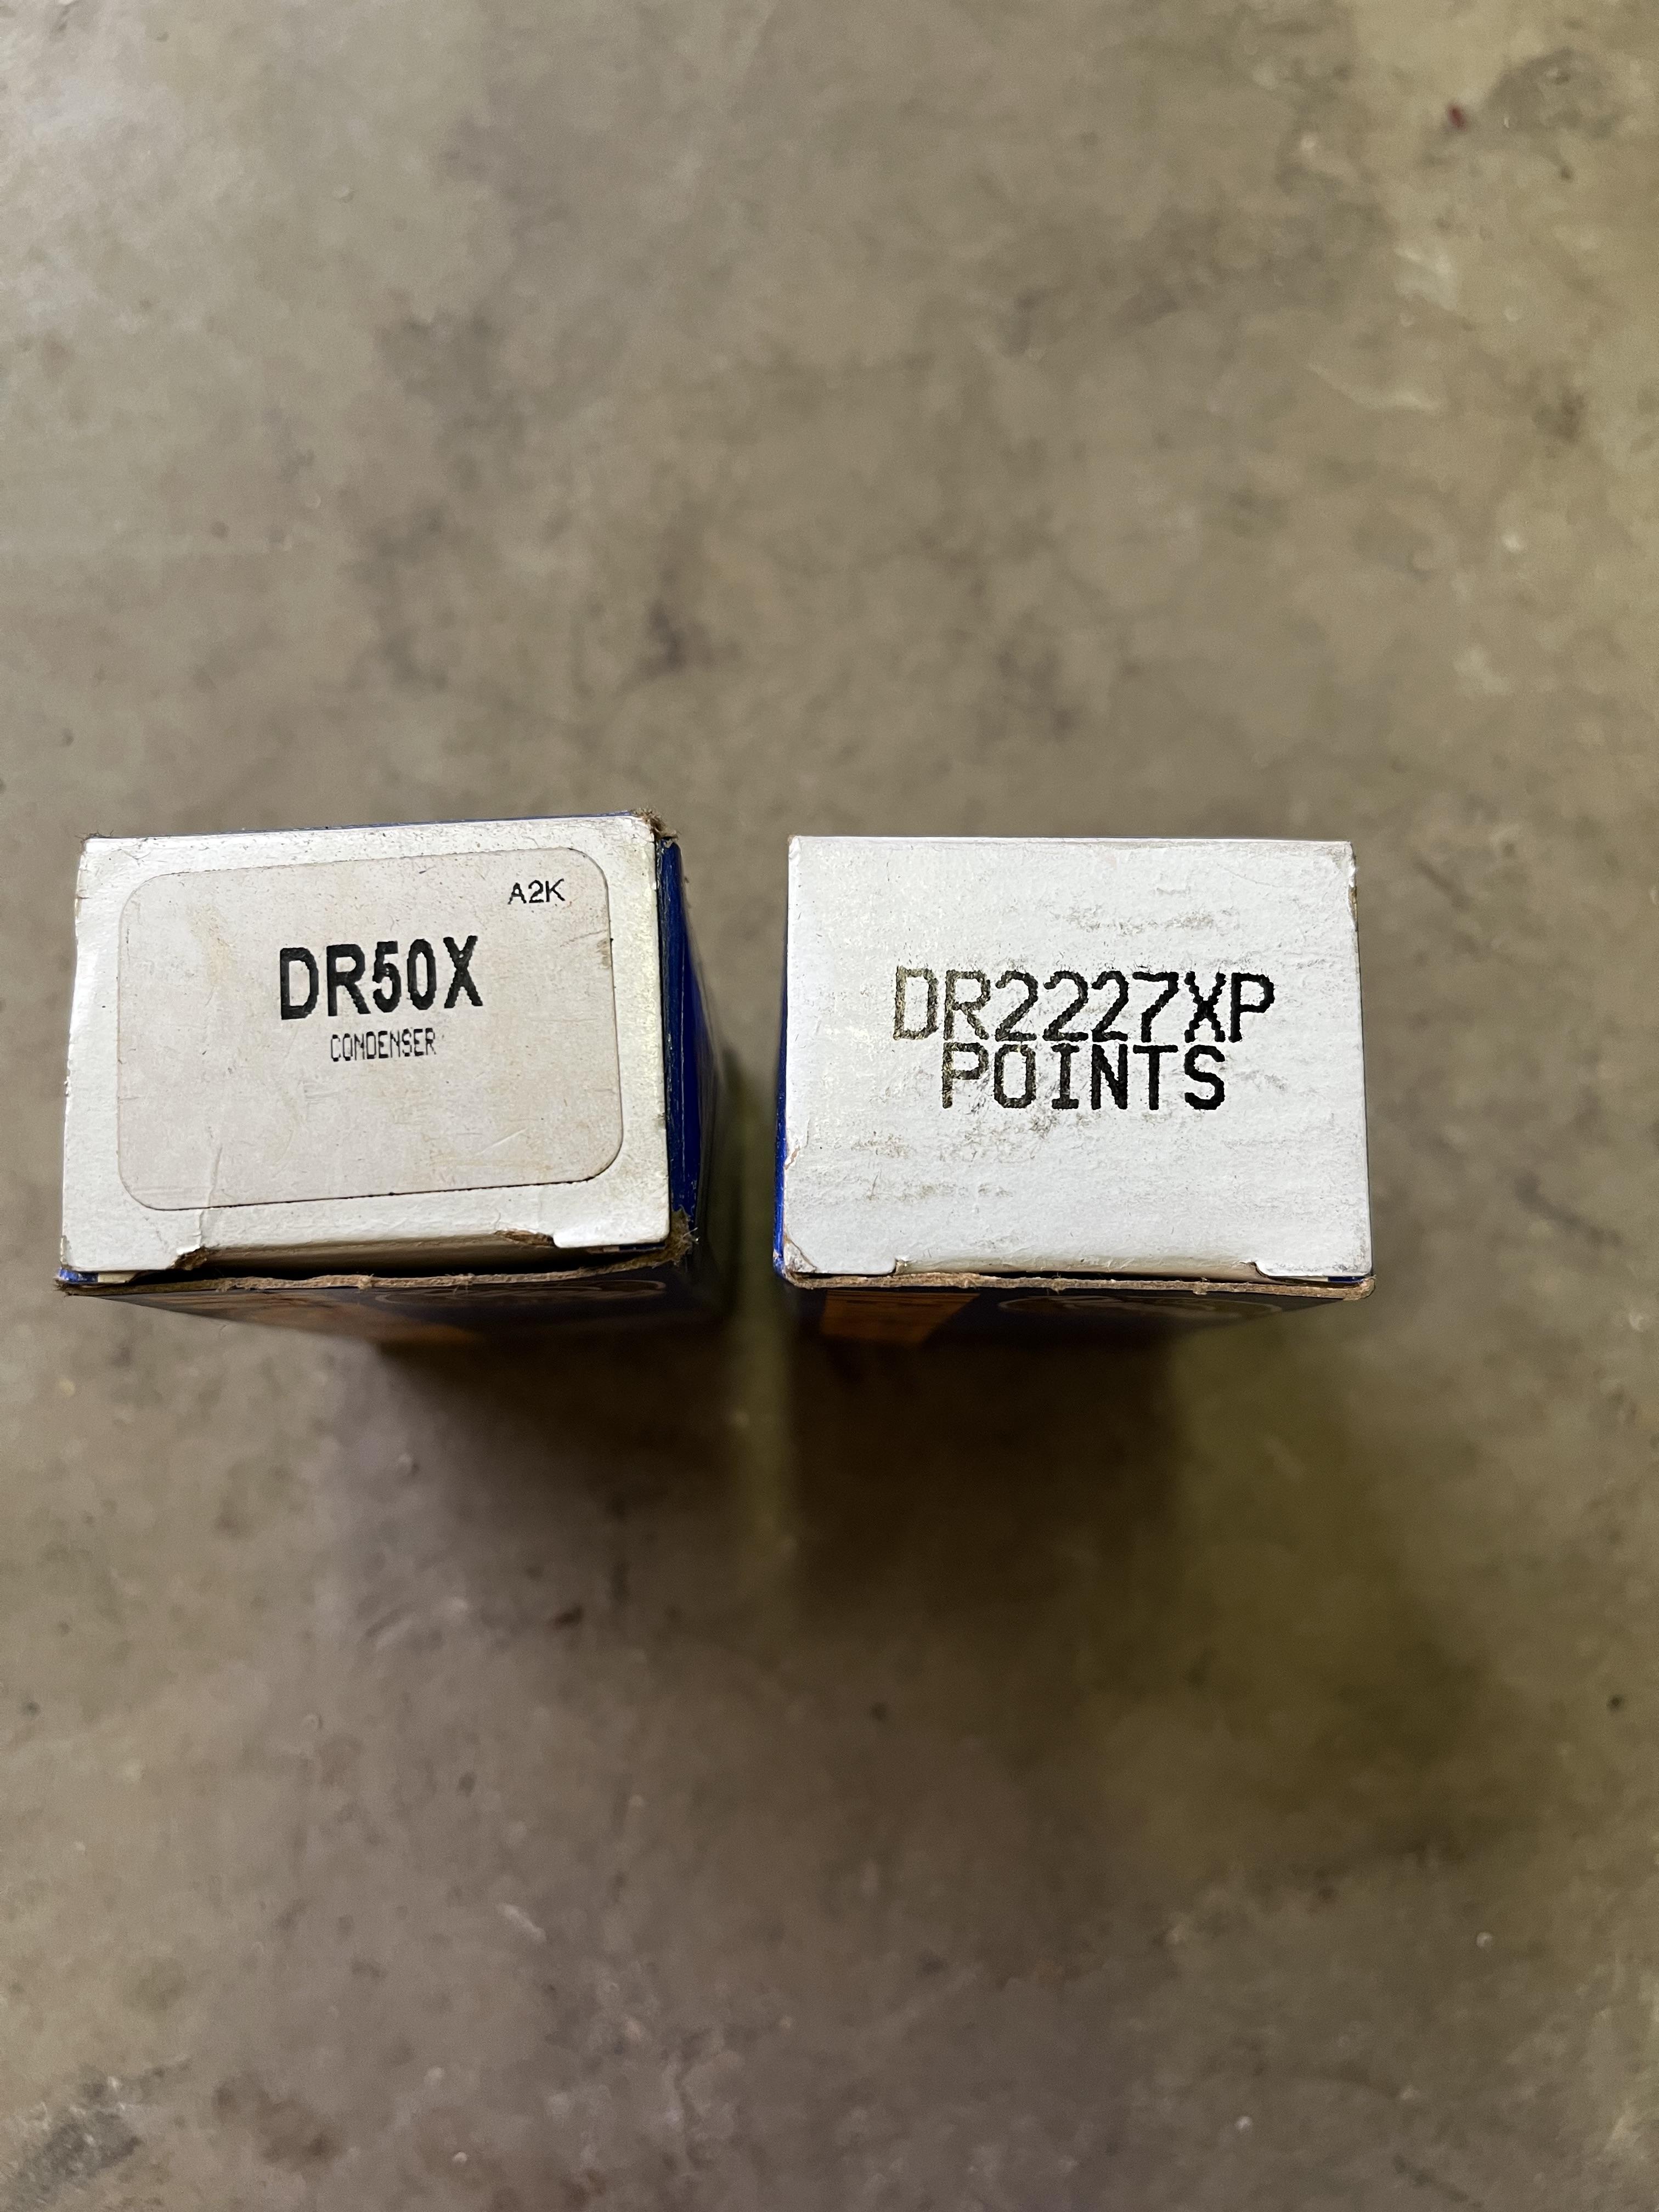 A2K
DR50X
CONDENSER
DR2227XP
POINTS